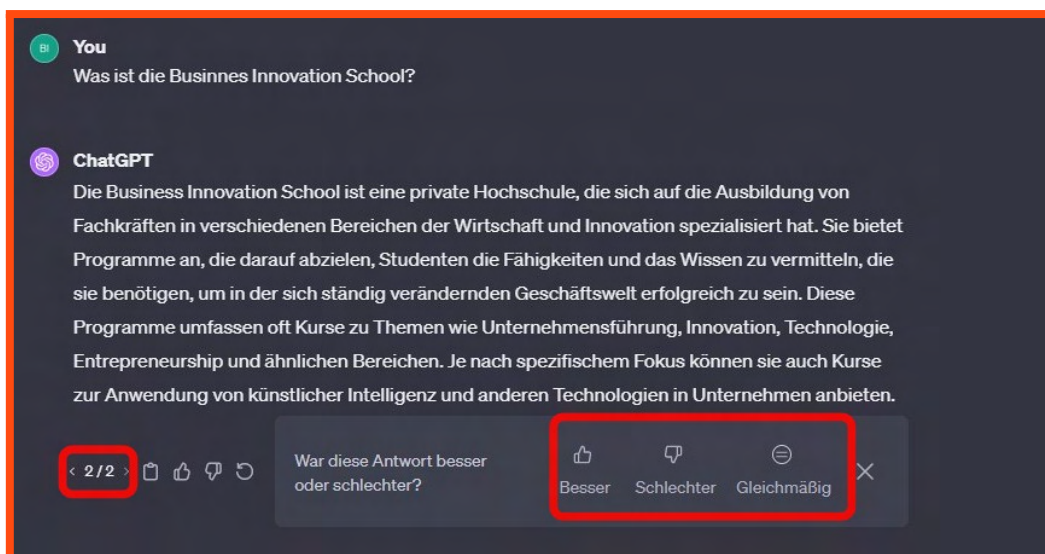 BI
You
Was ist die Businnes Innovation School?
ChatGPT
Die Business Innovation School ist eine private Hochschule, die sich auf die Ausbildung von
Fachkräften in verschiedenen Bereichen der Wirtschaft und Innovation spezialisiert hat. Sie bietet
Programme an, die darauf abzielen, Studenten die Fähigkeiten und das Wissen zu vermitteln, die
sie benötigen, um in der sich ständig verändernden Geschäftswelt erfolgreich zu sein. Diese
Programme umfassen oft Kurse zu Themen wie Unternehmensführung, Innovation, Technologie,
Entrepreneurship und ähnlichen Bereichen. Je nach spezifischem Fokus können sie auch Kurse
zur Anwendung von künstlicher Intelligenz und anderen Technologien in Unternehmen anbieten.
< 2/2 >
War diese Antwort besser
oder schlechter?
Besser Schlechter Gleichmäßig